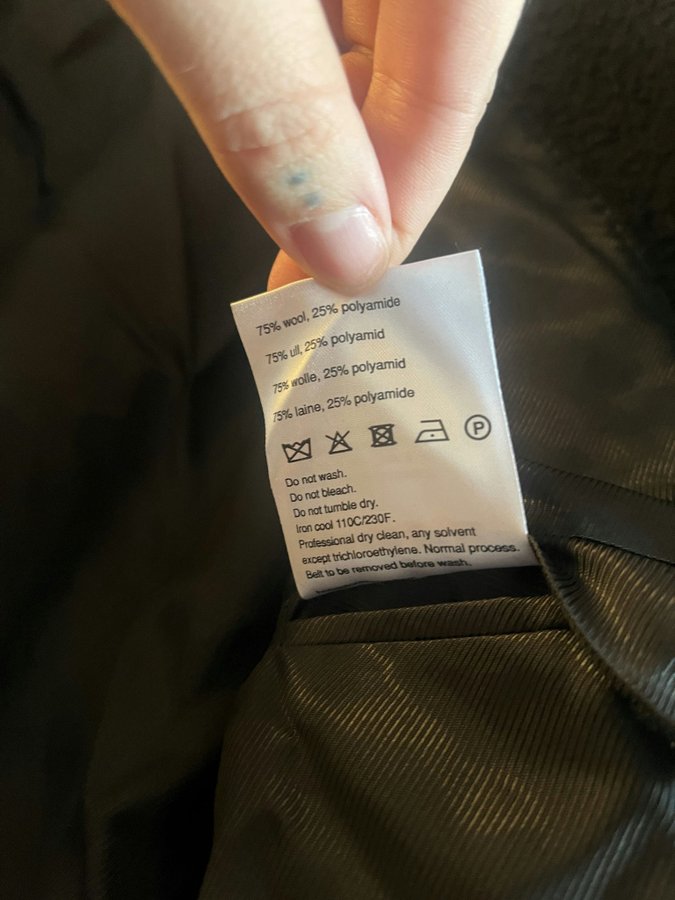 75% wool, 25% polyamide
75% ull, 25% polyamid
75% wolle, 25% polyamid
75% laine, 25% polyamide
P
Do not wash.
Do not bleach.
Do not tumble dry.
Iron cool 110C/230F.
Professional dry clean, any solvent
except trichloroethylene. Normal process.
Belt to be removed before wash.